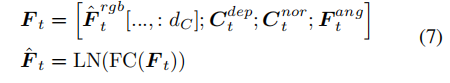 F_t = [F̂_t^{rgb}[..., : d_C]; C_t^{dep}; C_t^{nor}; F_t^{ang}]
(7)
F̂_t = LN(FC(F_t))